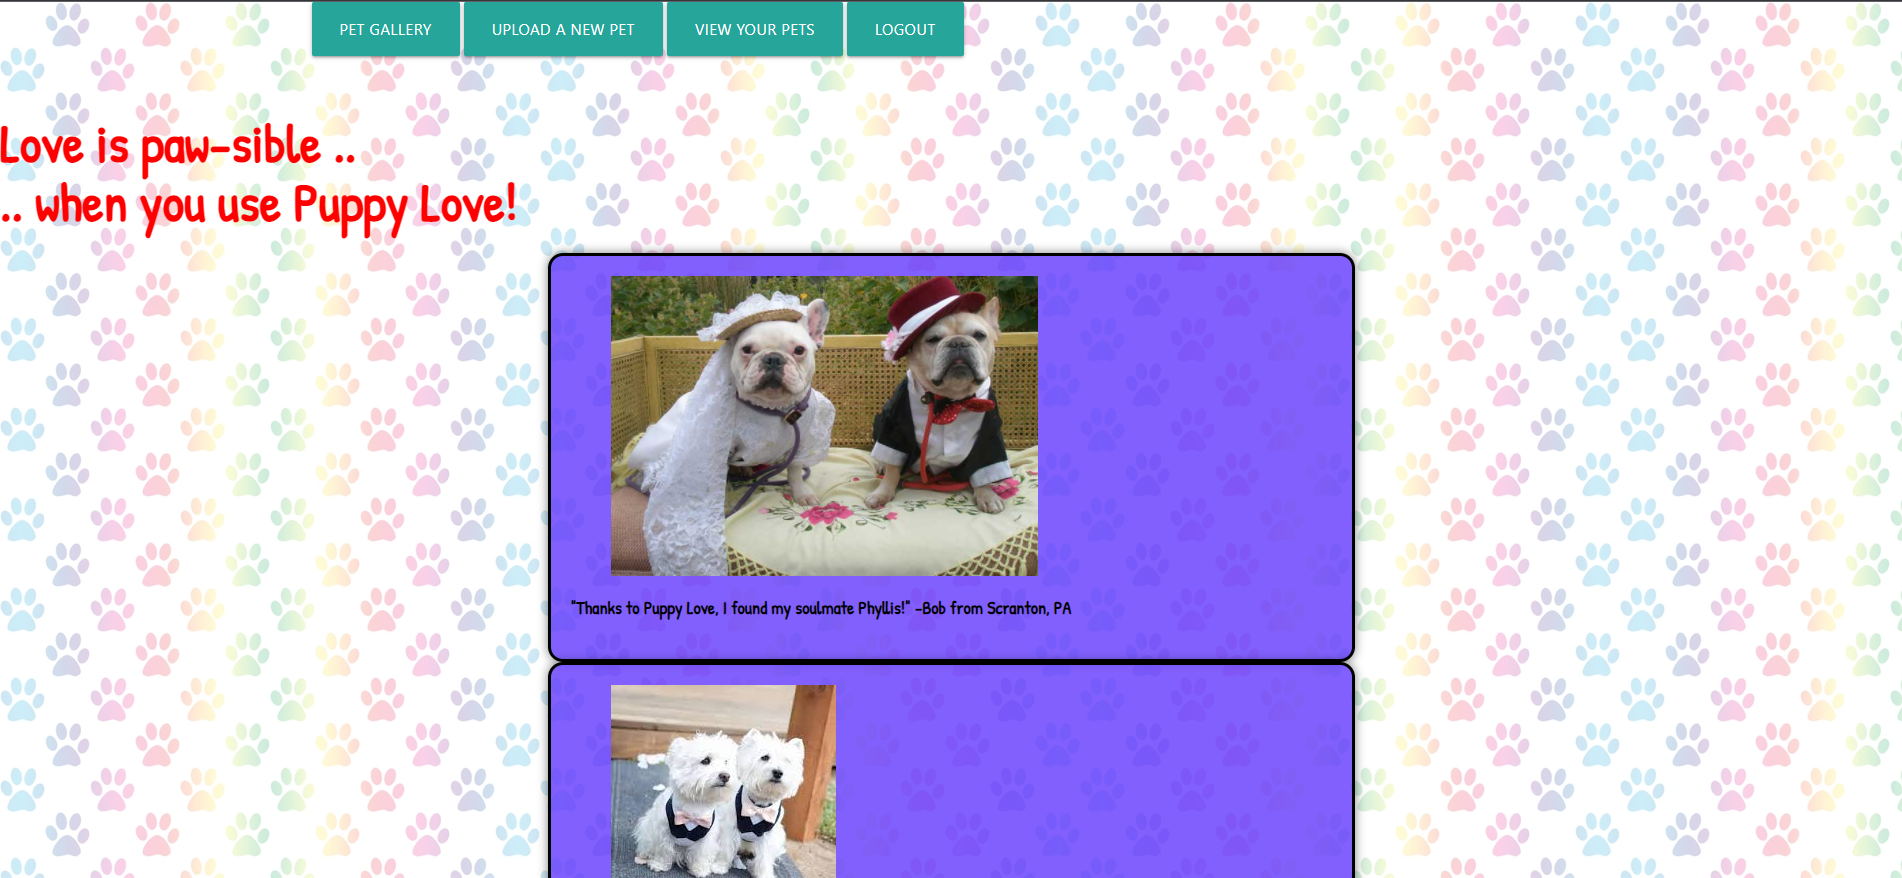 PET GALLERY UPLOAD A NEW PET VIEW YOUR PETS LOGOUT
Love is paw-sible ..
.. when you use Puppy Love!
"Thanks to Puppy Love, I found my soulmate Phyllis!" -Bob from Scranton, PA